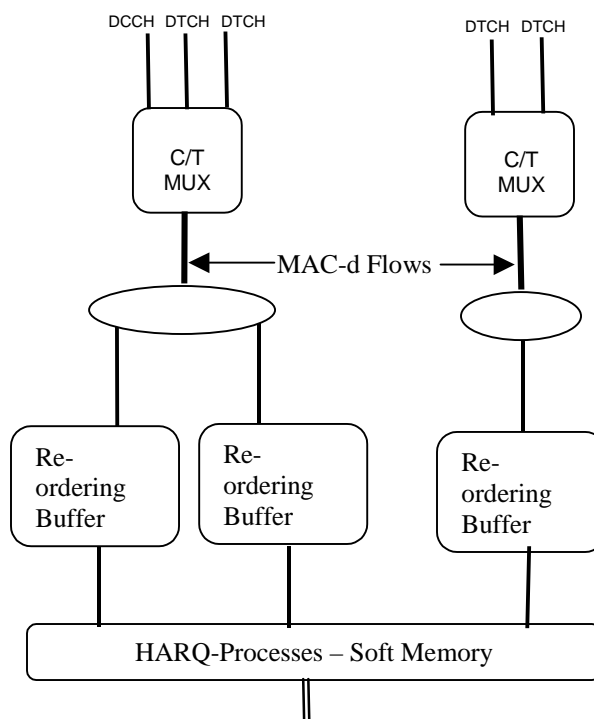 DCCH DTCH DTCH
DTCH DTCH
C/T
MUX
C/T
MUX
MAC-d Flows
Re-
ordering
Buffer
Re-
ordering
Buffer
Re-
ordering
Buffer
HARQ-Processes – Soft Memory